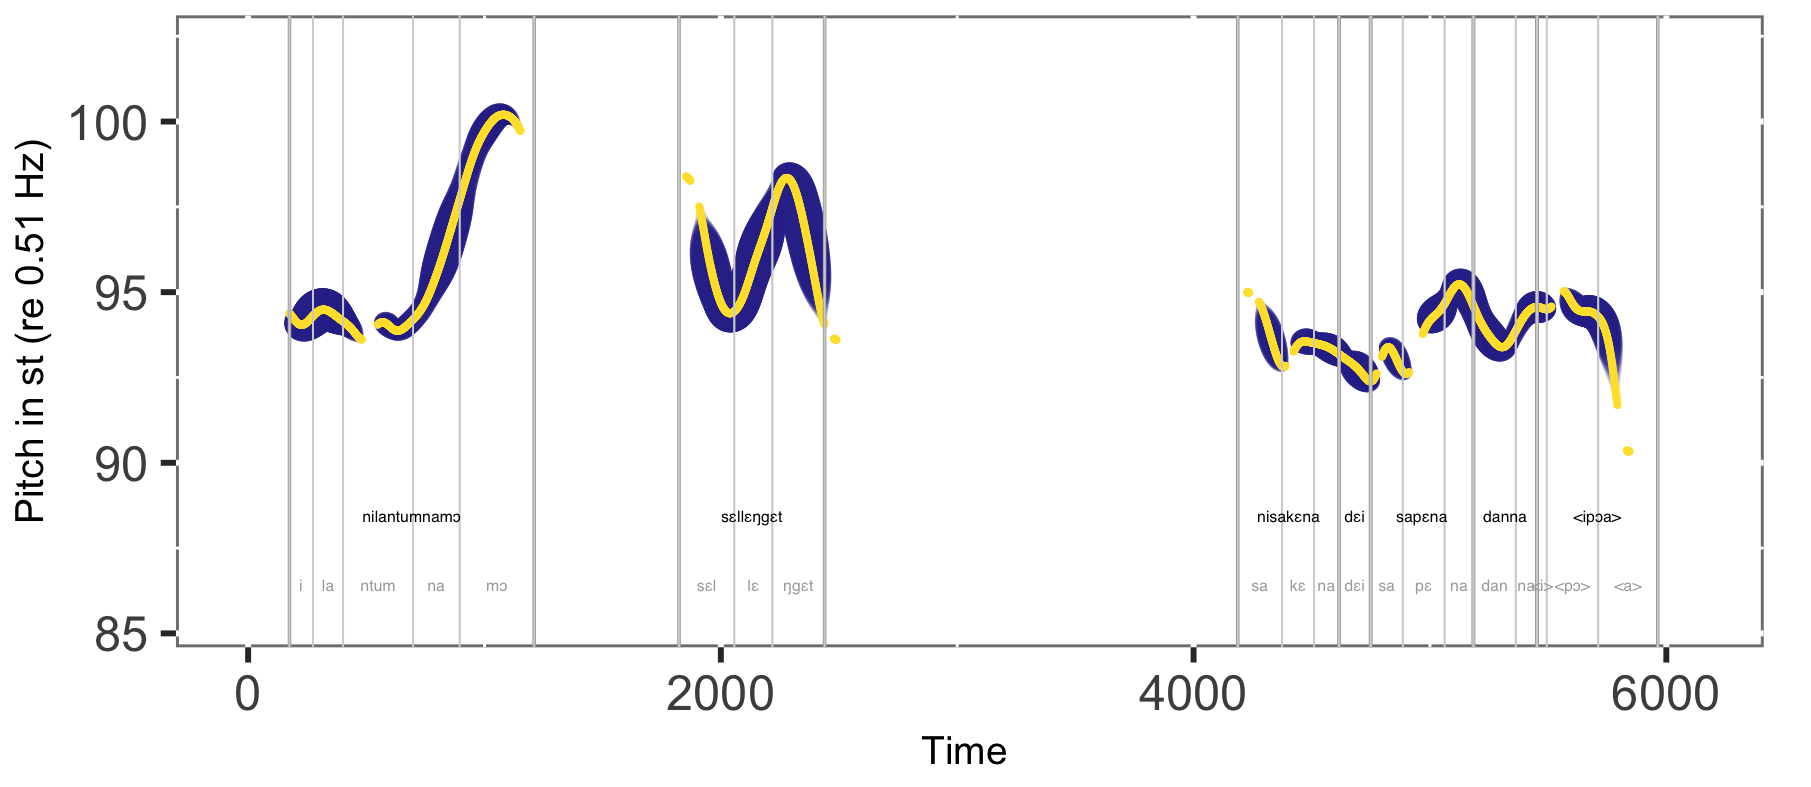 Pitch in st (re 0.51 Hz)
100
95
90
85
nilantumnamɔ sɛllɛŋgɛt nisakɛna dɛi sapɛna danna <ipɔa>
i la ntum na mɔ sɛl lɛ ŋgɛt sa kɛ na dɛi sa pɛ na dan na <i> <pɔ> <a>
0 2000 4000 6000
Time